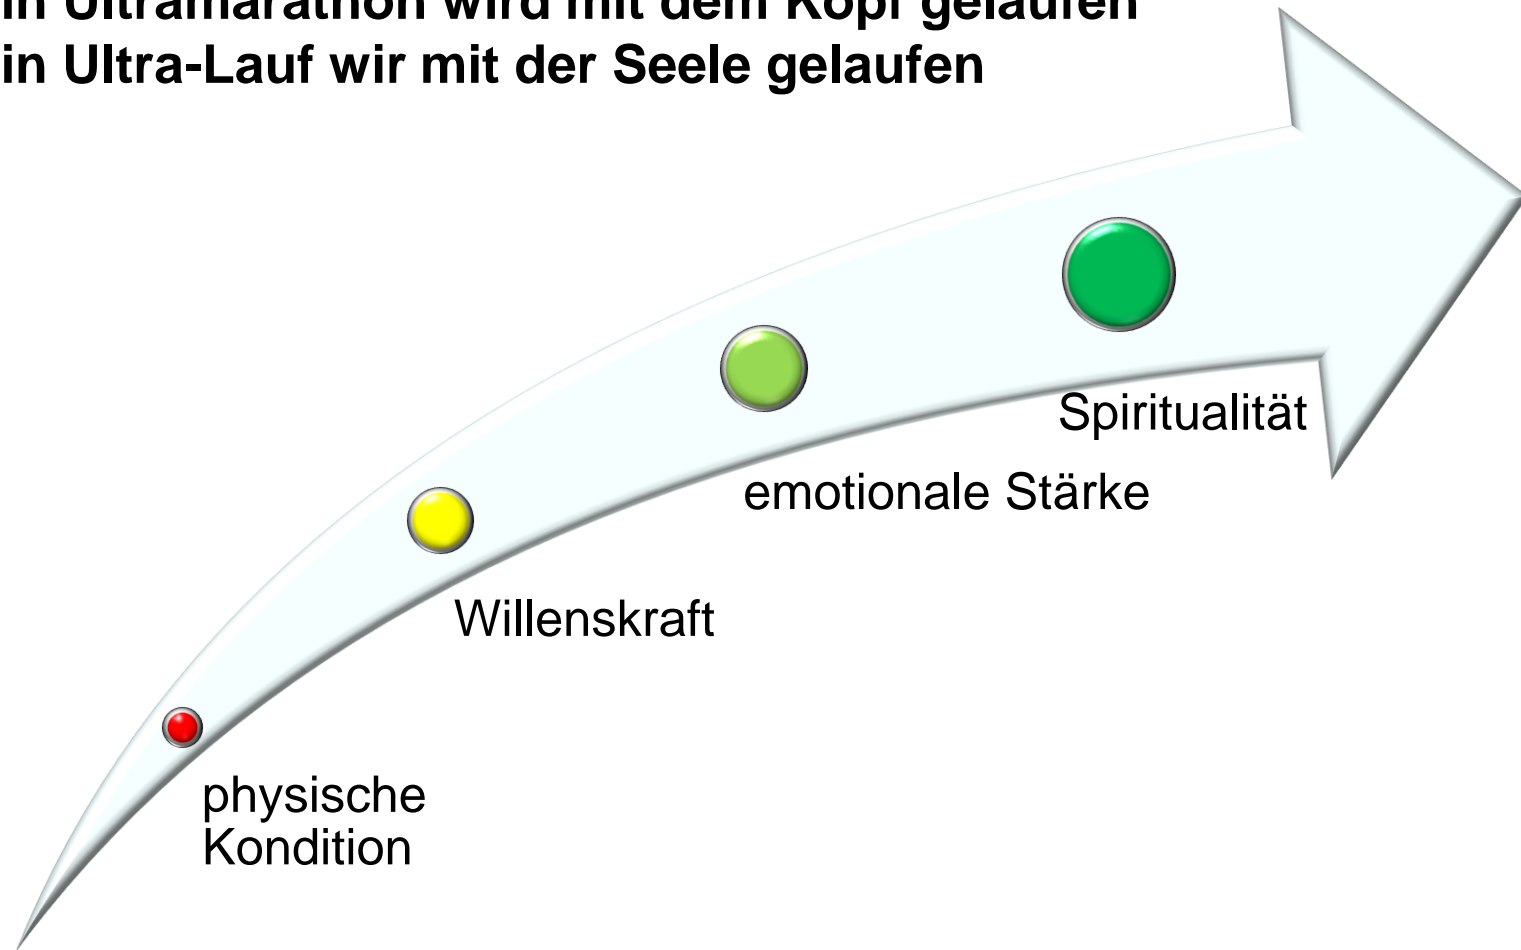 in Ultramarathon wird mit dem Kopf gelaufen
in Ultra-Lauf wir mit der Seele gelaufen
Spiritualität
emotionale Stärke
Willenskraft
physische
Kondition